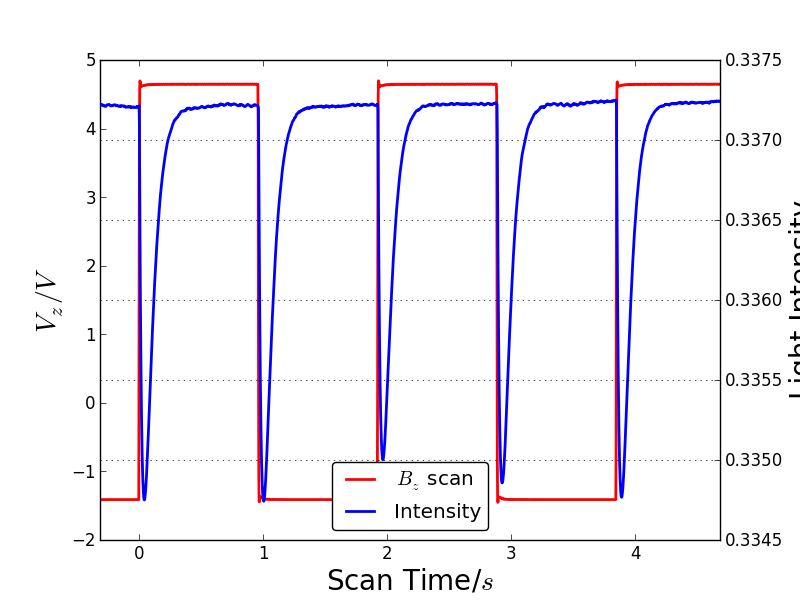 5
4
3
2
1
0
−1
−2
V_z/V
0.3375
0.3370
0.3365
0.3360
0.3355
0.3350
0.3345
Light Intensity
B_z scan
Intensity
0 1 2 3 4
Scan Time/s